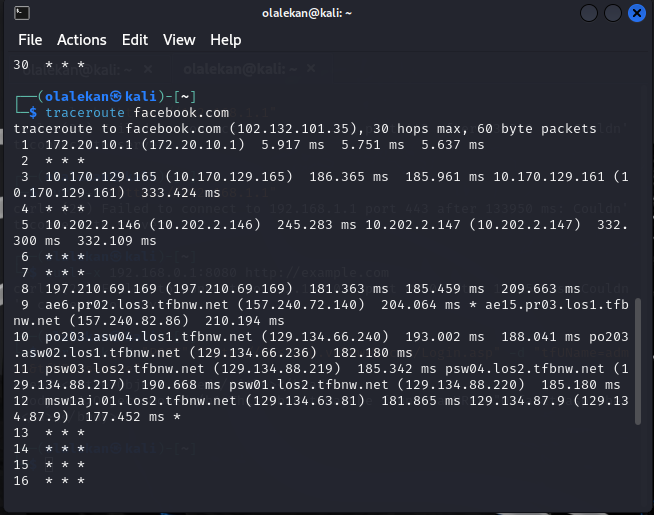 olalekan@kali: ~
File Actions Edit View Help
30 * * *
┌──(olalekan㉿kali)-[~]
└─$ traceroute facebook.com
traceroute to facebook.com (102.132.101.35), 30 hops max, 60 byte packets
1 172.20.10.1 (172.20.10.1) 5.917 ms 5.751 ms 5.637 ms
2 * * *
3 10.170.129.165 (10.170.129.165) 186.365 ms 185.961 ms 10.170.129.161 (1
0.170.129.161) 333.424 ms
4 * * *
5 10.202.2.146 (10.202.2.146) 245.283 ms 10.202.2.147 (10.202.2.147) 332.
300 ms 332.109 ms
6 * * *
7 * * *
8 197.210.69.169 (197.210.69.169) 181.363 ms 185.459 ms 209.663 ms
9 ae6.pr02.los3.tfbnw.net (157.240.72.140) 204.064 ms * ae15.pr03.los1.tfb
nw.net (157.240.82.86) 210.194 ms
10 po203.asw04.los1.tfbnw.net (129.134.66.240) 193.002 ms 188.041 ms po203
.asw02.los1.tfbnw.net (129.134.66.236) 182.180 ms
11 psw03.los2.tfbnw.net (129.134.88.219) 185.342 ms psw04.los2.tfbnw.net (1
29.134.88.217) 190.668 ms psw01.los2.tfbnw.net (129.134.88.220) 185.180 ms
12 msw1aj.01.los2.tfbnw.net (129.134.63.81) 181.865 ms 129.134.87.9 (129.13
4.87.9) 177.452 ms *
13 * * *
14 * * *
15 * * *
16 * * *